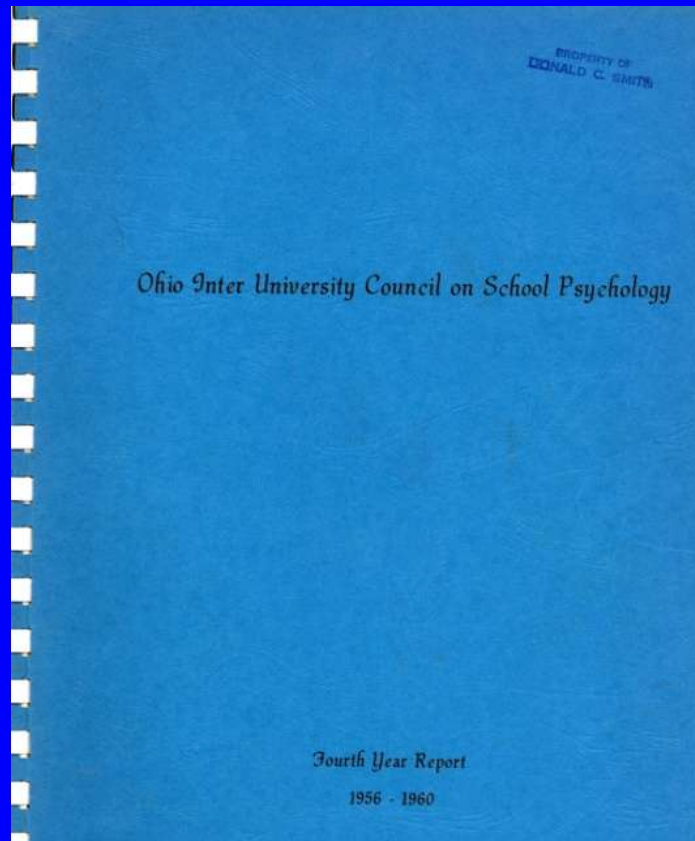 PROPERTY OF
DONALD C. SMITH
Ohio Inter University Council on School Psychology
Fourth Year Report
1956 - 1960